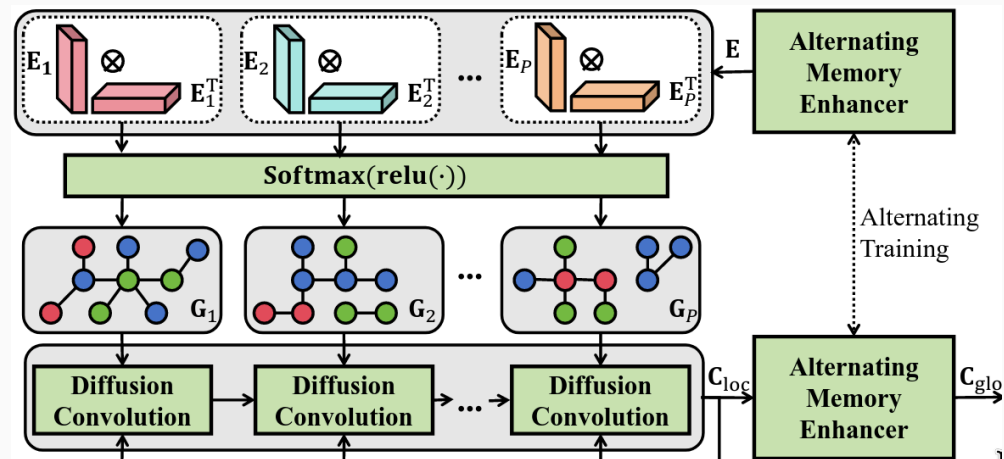 E₁ ⊗ E₁ᵀ
E₂ ⊗ E₂ᵀ
...
E_P ⊗ E_Pᵀ
E
Alternating
Memory
Enhancer
Softmax(relu(·))
Alternating
Training
G₁
G₂
...
G_P
Diffusion
Convolution
Diffusion
Convolution
...
Diffusion
Convolution
C_loc
Alternating
Memory
Enhancer
C_glo